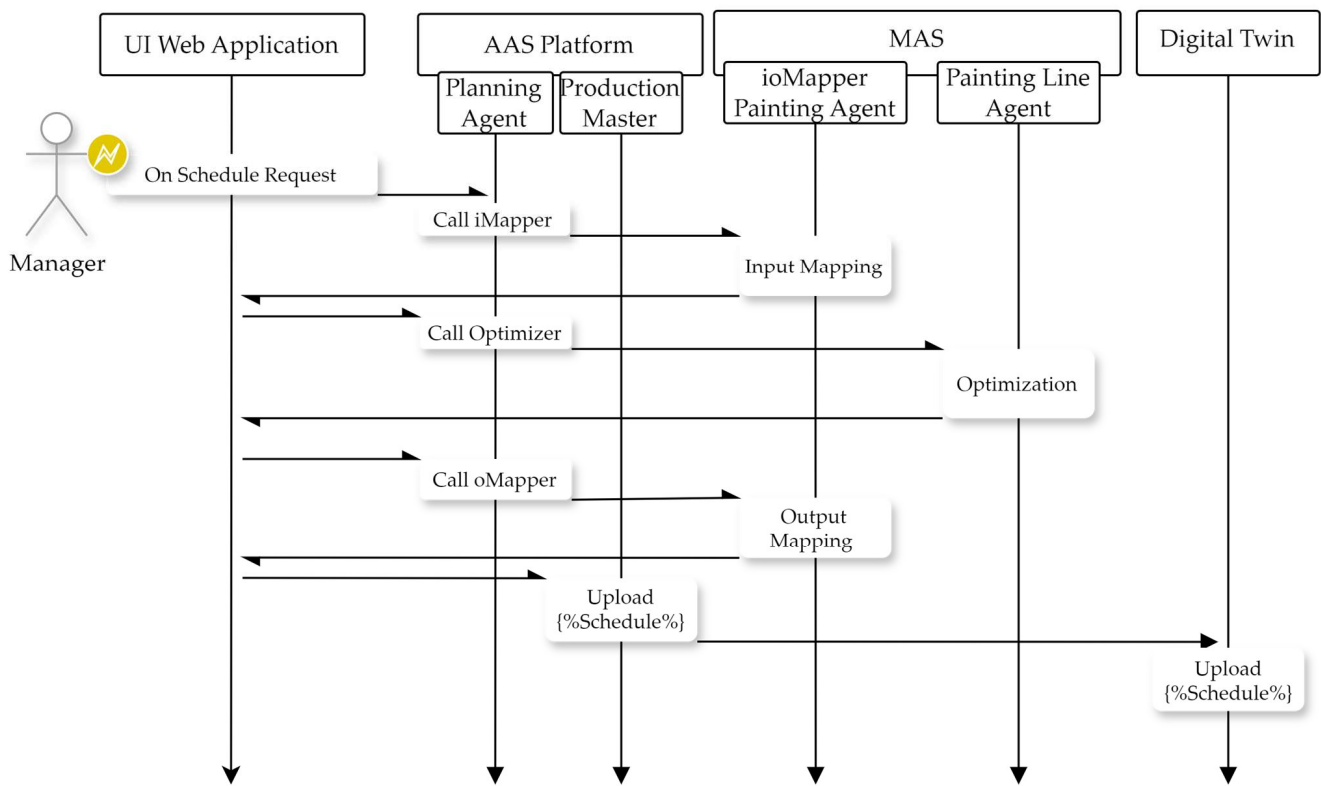 UI Web Application
AAS Platform
MAS
Digital Twin
Planning
Agent
Production
Master
ioMapper
Painting Agent
Painting Line
Agent
On Schedule Request
Call iMapper
Manager
Input Mapping
Call Optimizer
Optimization
Call oMapper
Output
Mapping
Upload
{%Schedule%}
Upload
{%Schedule%}